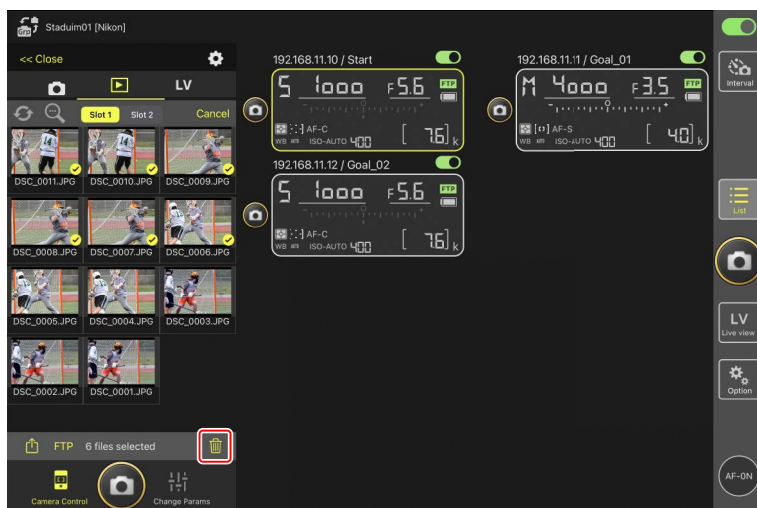 Grp
Staduim01 [Nikon]
<< Close
LV
Slot 1
Slot 2
Cancel
DSC_0011.JPG
DSC_0010.JPG
DSC_0009.JPG
DSC_0008.JPG
DSC_0007.JPG
DSC_0006.JPG
DSC_0005.JPG
DSC_0004.JPG
DSC_0003.JPG
DSC_0002.JPG
DSC_0001.JPG
FTP
6 files selected
Camera Control
Change Params
192.168.11.10 / Start
S 1000 F5.6 FTP
AF-C
WB ISO-AUTO 400 [ 7.6] k
192.168.11.11 / Goal_01
M 4000 F3.5 FTP
AF-S
WB ISO-AUTO 400 [ 4.0] k
192.168.11.12 / Goal_02
S 1000 F5.6 FTP
AF-C
WB ISO-AUTO 400 [ 7.6] k
Interval
List
LV
Live view
Option
AF-ON